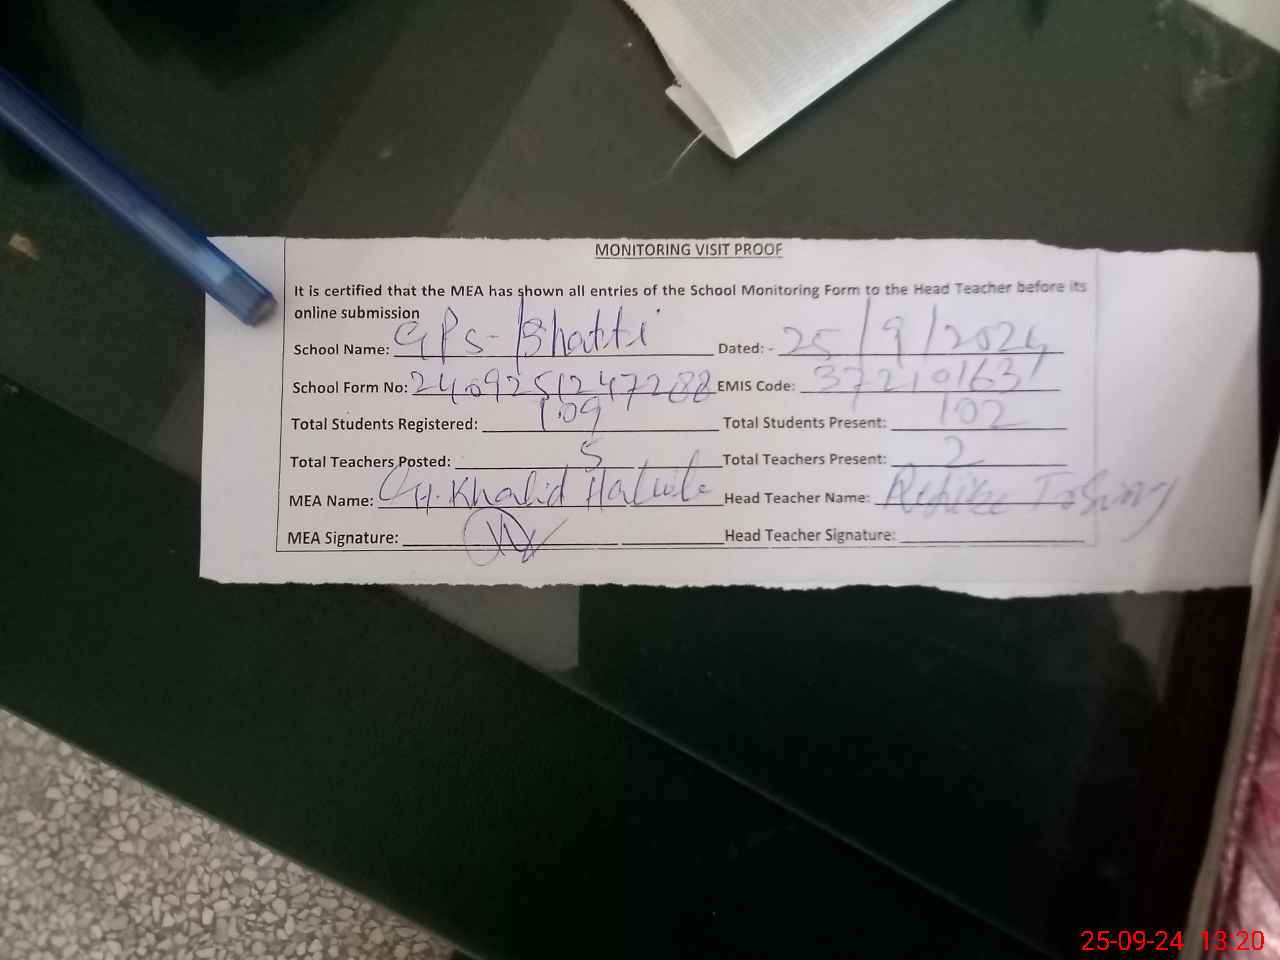 MONITORING VISIT PROOF
It is certified that the MEA has shown all entries of the School Monitoring Form to the Head Teacher before its
online submission
School Name: GPS-Bhatti Dated: - 25/9/2024
School Form No: 2409251247288 EMIS Code: 37210163
Total Students Registered: 109 Total Students Present: 102
Total Teachers Posted: 5 Total Teachers Present: 2
MEA Name: CH. Khalid Head Teacher Name:
MEA Signature: Head Teacher Signature:
25-09-24 13:20